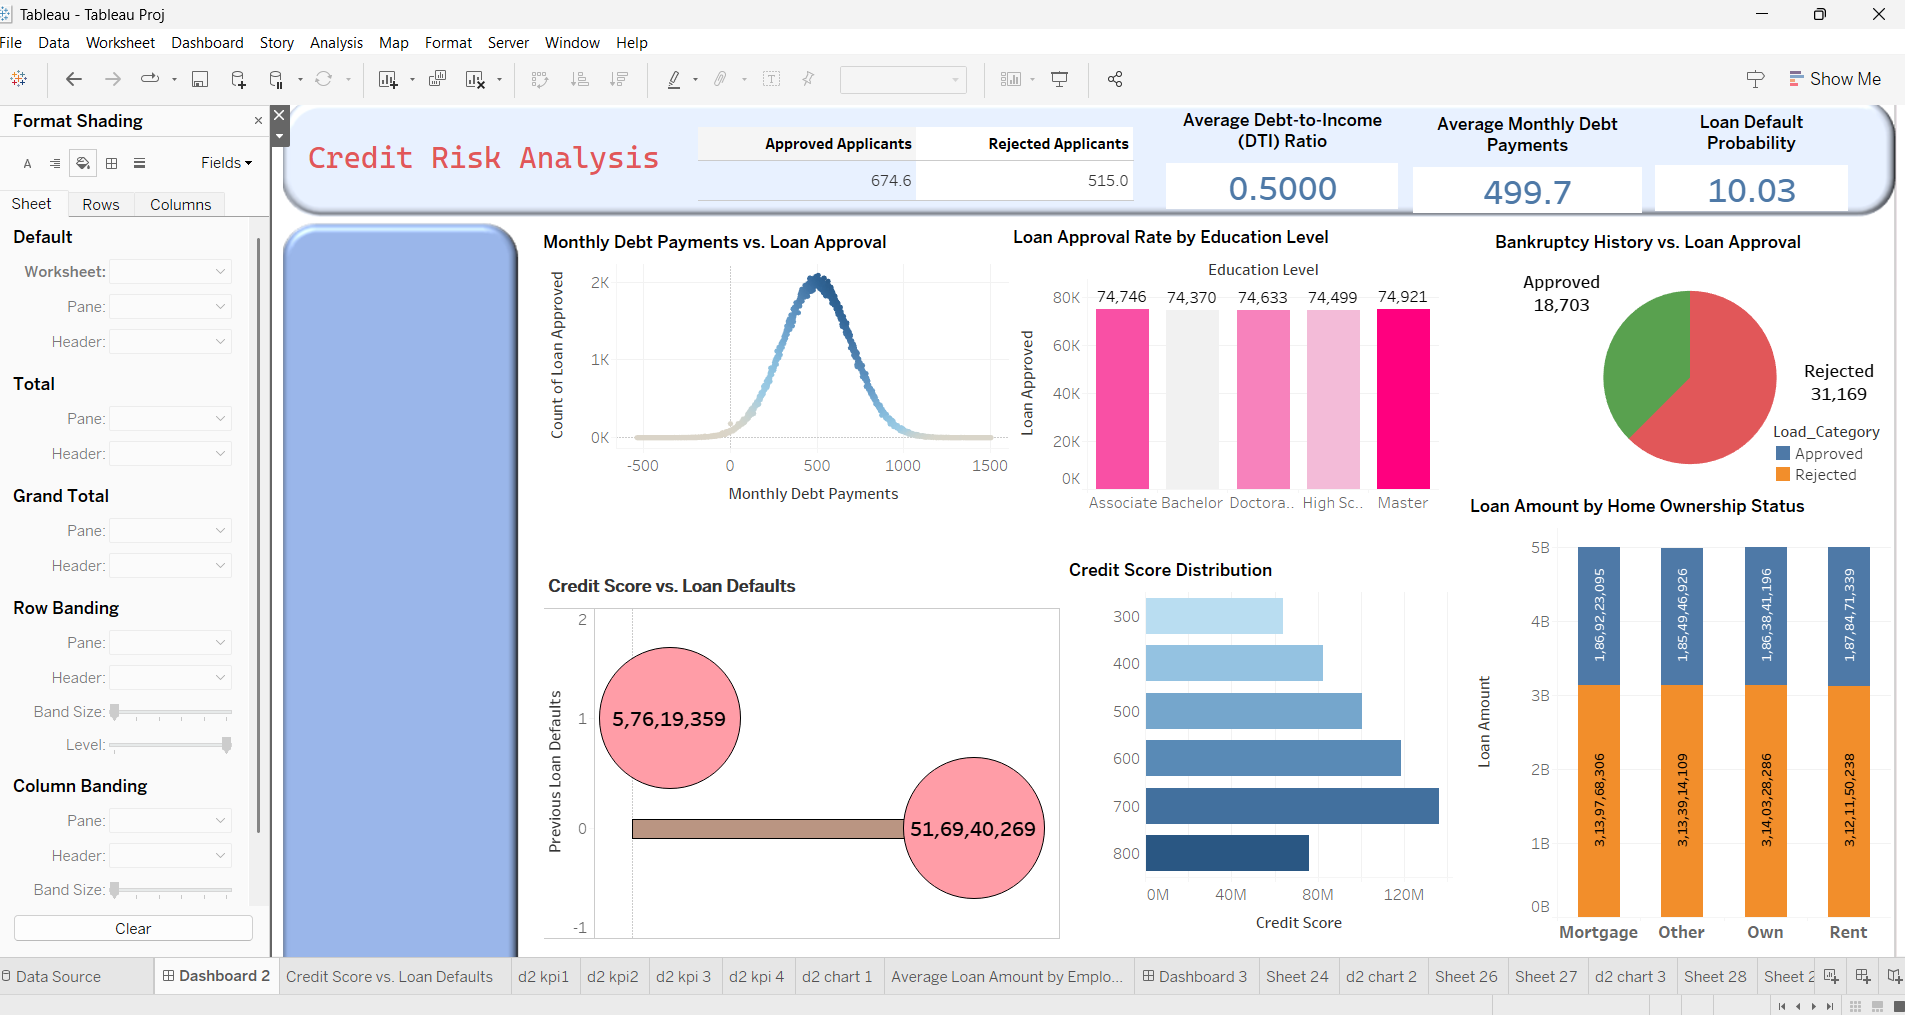 Tableau - Tableau Proj
File Data Worksheet Dashboard Story Analysis Map Format Server Window Help
Show Me
Format Shading
Fields
Sheet Rows Columns
Default
Worksheet:
Pane:
Header:
Total
Pane:
Header:
Grand Total
Pane:
Header:
Row Banding
Pane:
Header:
Band Size:
Level:
Column Banding
Pane:
Header:
Band Size:
Clear
Credit Risk Analysis
Approved Applicants Rejected Applicants
674.6 515.0
Average Debt-to-Income
(DTI) Ratio
0.5000
Average Monthly Debt
Payments
499.7
Loan Default
Probability
10.03
Monthly Debt Payments vs. Loan Approval
Count of Loan Approved
2K
1K
0K
-500 0 500 1000 1500
Monthly Debt Payments
Loan Approval Rate by Education Level
Education Level
Loan Approved
80K
60K
40K
20K
0K
74,746 74,370 74,633 74,499 74,921
Associate Bachelor Doctora.. High Sc.. Master
Bankruptcy History vs. Loan Approval
Approved
18,703
Rejected
31,169
Load_Category
Approved
Rejected
Credit Score vs. Loan Defaults
Previous Loan Defaults
2
1
0
-1
5,76,19,359
51,69,40,269
Credit Score Distribution
300
400
500
600
700
800
0M 40M 80M 120M
Credit Score
Loan Amount by Home Ownership Status
Loan Amount
5B
4B
3B
2B
1B
0B
1,86,92,23,095 1,85,49,46,926 1,86,38,41,196 1,87,84,71,339
3,13,97,68,306 3,13,39,14,109 3,14,03,28,286 3,12,11,50,238
Mortgage Other Own Rent
Data Source Dashboard 2 Credit Score vs. Loan Defaults d2 kpi1 d2 kpi2 d2 kpi 3 d2 kpi 4 d2 chart 1 Average Loan Amount by Emplo... Dashboard 3 Sheet 24 d2 chart 2 Sheet 26 Sheet 27 d2 chart 3 Sheet 28 Sheet 2